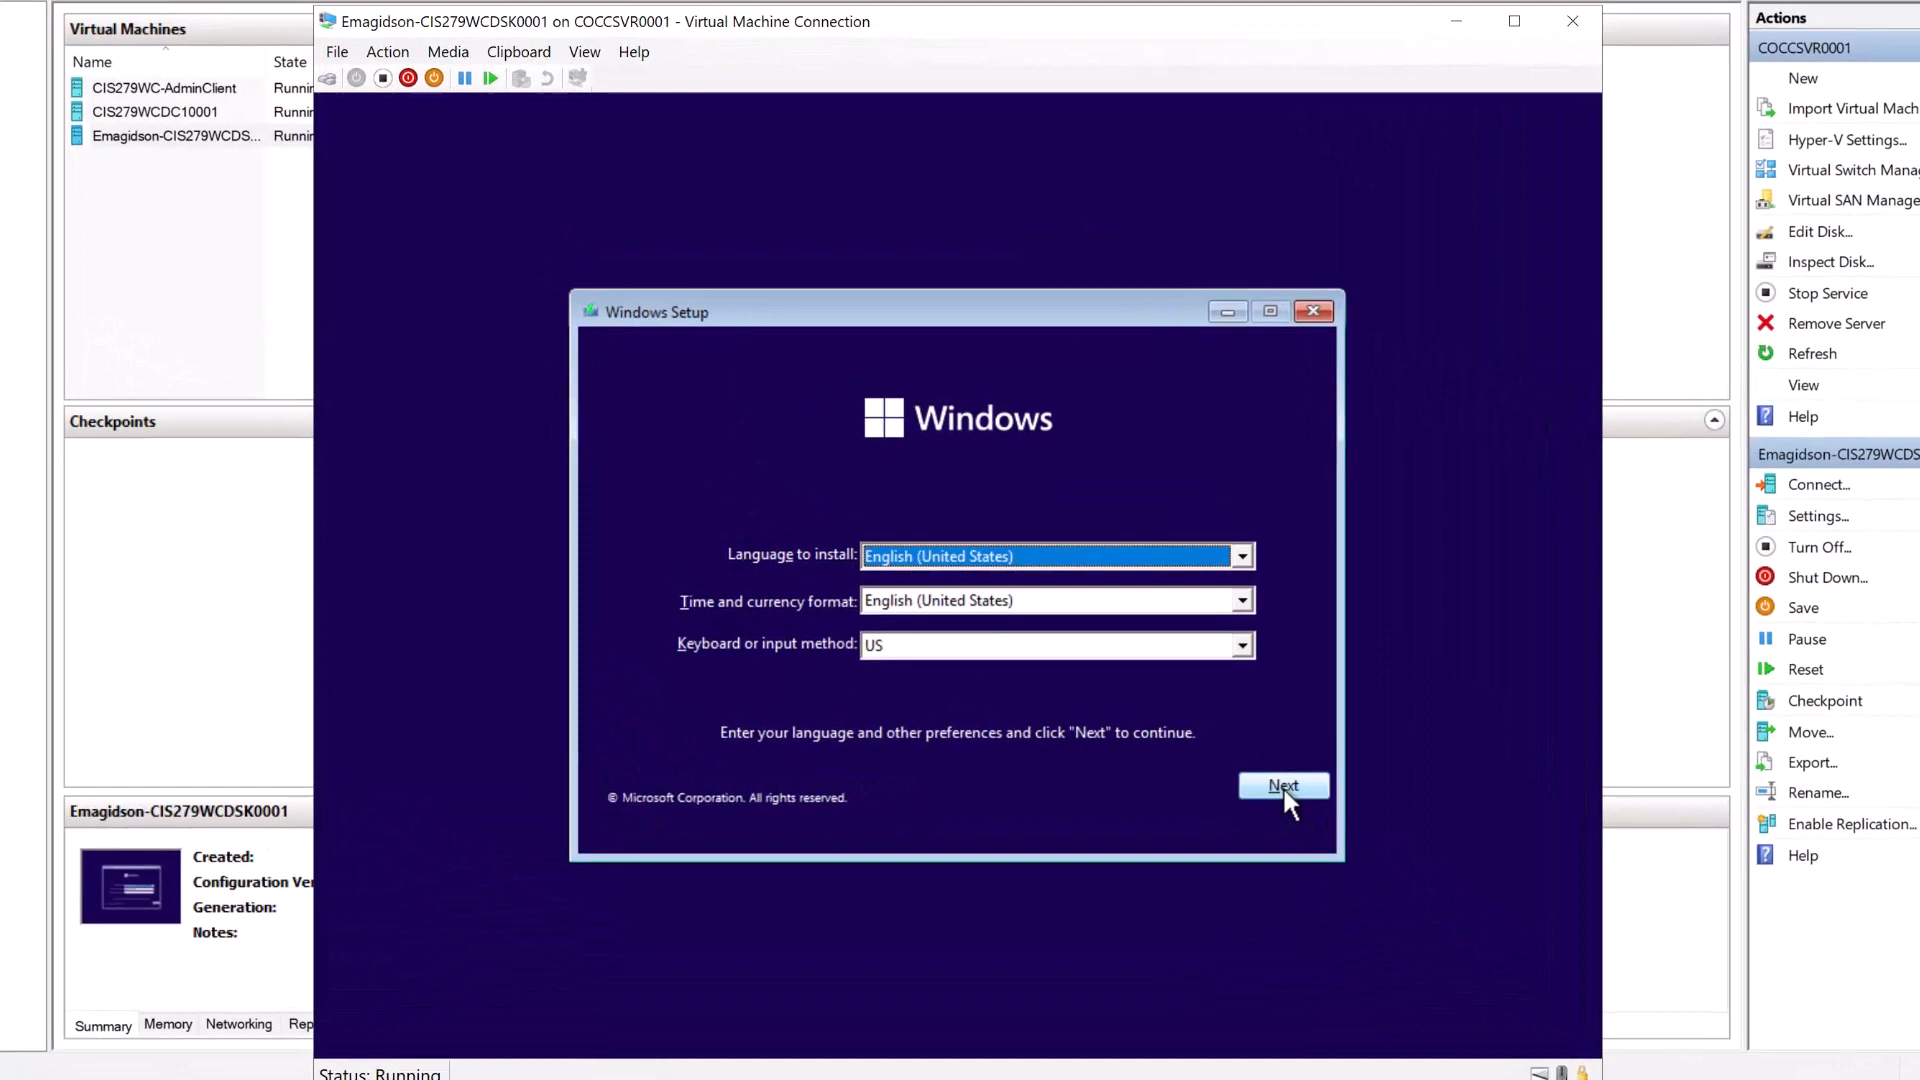 Virtual Machines
Name State
CIS279WC-AdminClient Runni
CIS279WCDC10001 Runni
Emagidson-CIS279WCDS... Runni
Checkpoints
Emagidson-CIS279WCDSK0001
Created:
Configuration Ver
Generation:
Notes:
Summary Memory Networking Rep
Emagidson-CIS279WCDSK0001 on COCCSVR0001 - Virtual Machine Connection
File Action Media Clipboard View Help
Windows Setup
Windows
Language to install: English (United States)
Time and currency format: English (United States)
Keyboard or input method: US
Enter your language and other preferences and click "Next" to continue.
Next
© Microsoft Corporation. All rights reserved.
Status: Running
Actions
COCCSVR0001
New
Import Virtual Mach
Hyper-V Settings...
Virtual Switch Mana
Virtual SAN Manage
Edit Disk...
Inspect Disk...
Stop Service
Remove Server
Refresh
View
Help
Emagidson-CIS279WCDS
Connect...
Settings...
Turn Off...
Shut Down...
Save
Pause
Reset
Checkpoint
Move...
Export...
Rename...
Enable Replication...
Help